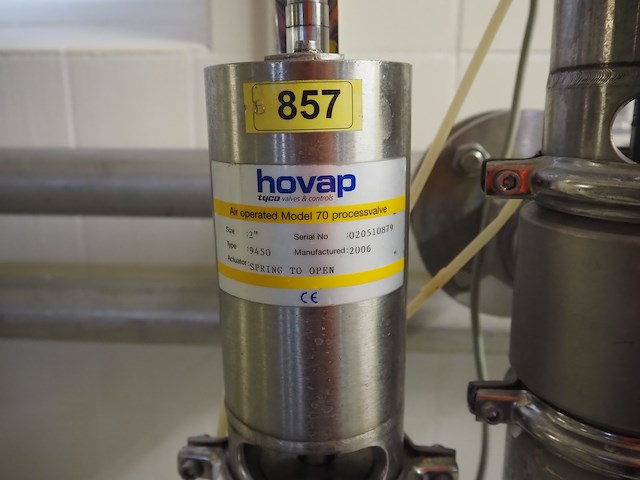 857
hovap
tyco valves & controls
Air operated Model 70 processvalve
Size :2" Serial No :020510879
Type :9450 Manufactured :2006
Actuator :SPRING TO OPEN
CE